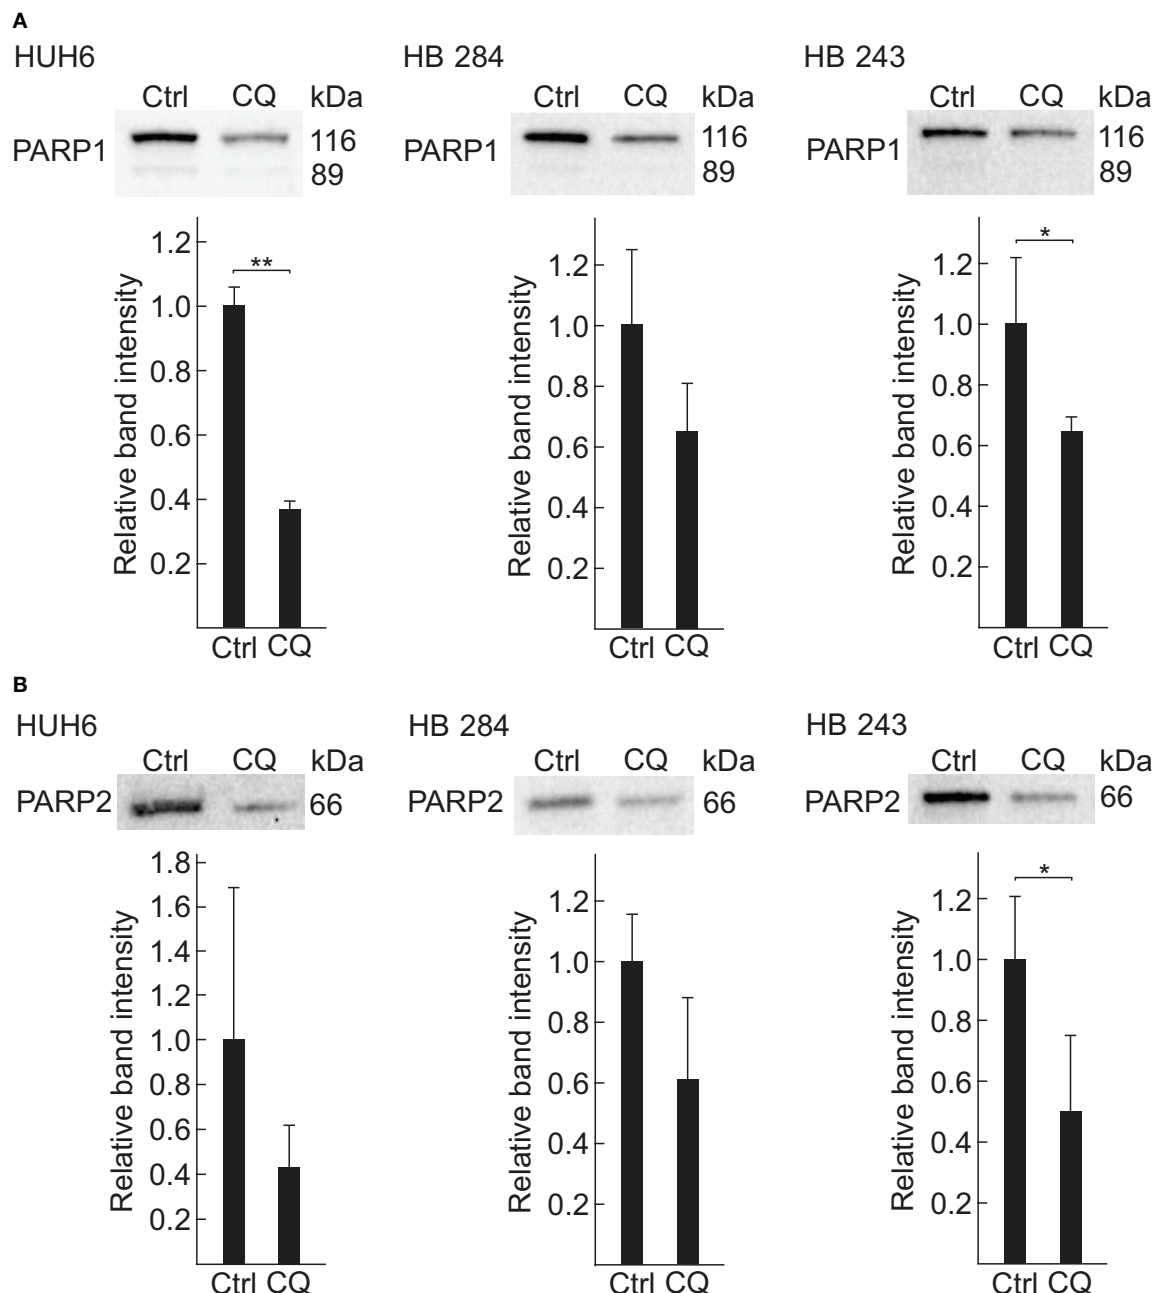 A
HUH6
HB 284
HB 243
Ctrl CQ kDa
Ctrl CQ kDa
Ctrl CQ kDa
PARP1 116
89
PARP1 116
89
PARP1 116
89
Relative band intensity
1.2
1.0
0.8
0.6
0.4
0.2
**
Ctrl CQ
Relative band intensity
1.2
1.0
0.8
0.6
0.4
0.2
Ctrl CQ
Relative band intensity
1.2
1.0
0.8
0.6
0.4
0.2
*
Ctrl CQ
B
HUH6
HB 284
HB 243
Ctrl CQ kDa
Ctrl CQ kDa
Ctrl CQ kDa
PARP2 66
PARP2 66
PARP2 66
Relative band intensity
1.8
1.6
1.4
1.2
1.0
0.8
0.6
0.4
0.2
Ctrl CQ
Relative band intensity
1.2
1.0
0.8
0.6
0.4
0.2
Ctrl CQ
Relative band intensity
1.2
1.0
0.8
0.6
0.4
0.2
*
Ctrl CQ